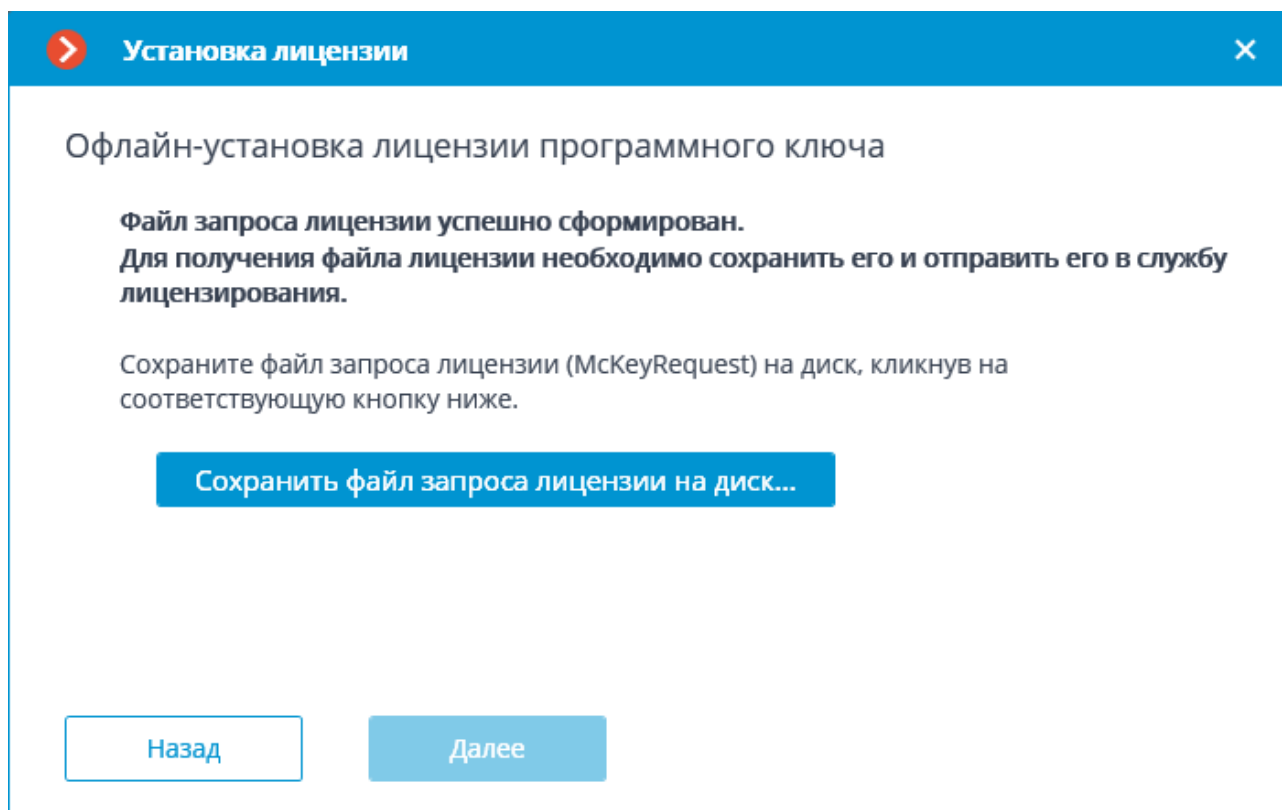 Установка лицензии
Офлайн-установка лицензии программного ключа
Файл запроса лицензии успешно сформирован.
Для получения файла лицензии необходимо сохранить его и отправить его в службу
лицензирования.
Сохраните файл запроса лицензии (McKeyRequest) на диск, кликнув на
соответствующую кнопку ниже.
Сохранить файл запроса лицензии на диск...
Назад
Далее